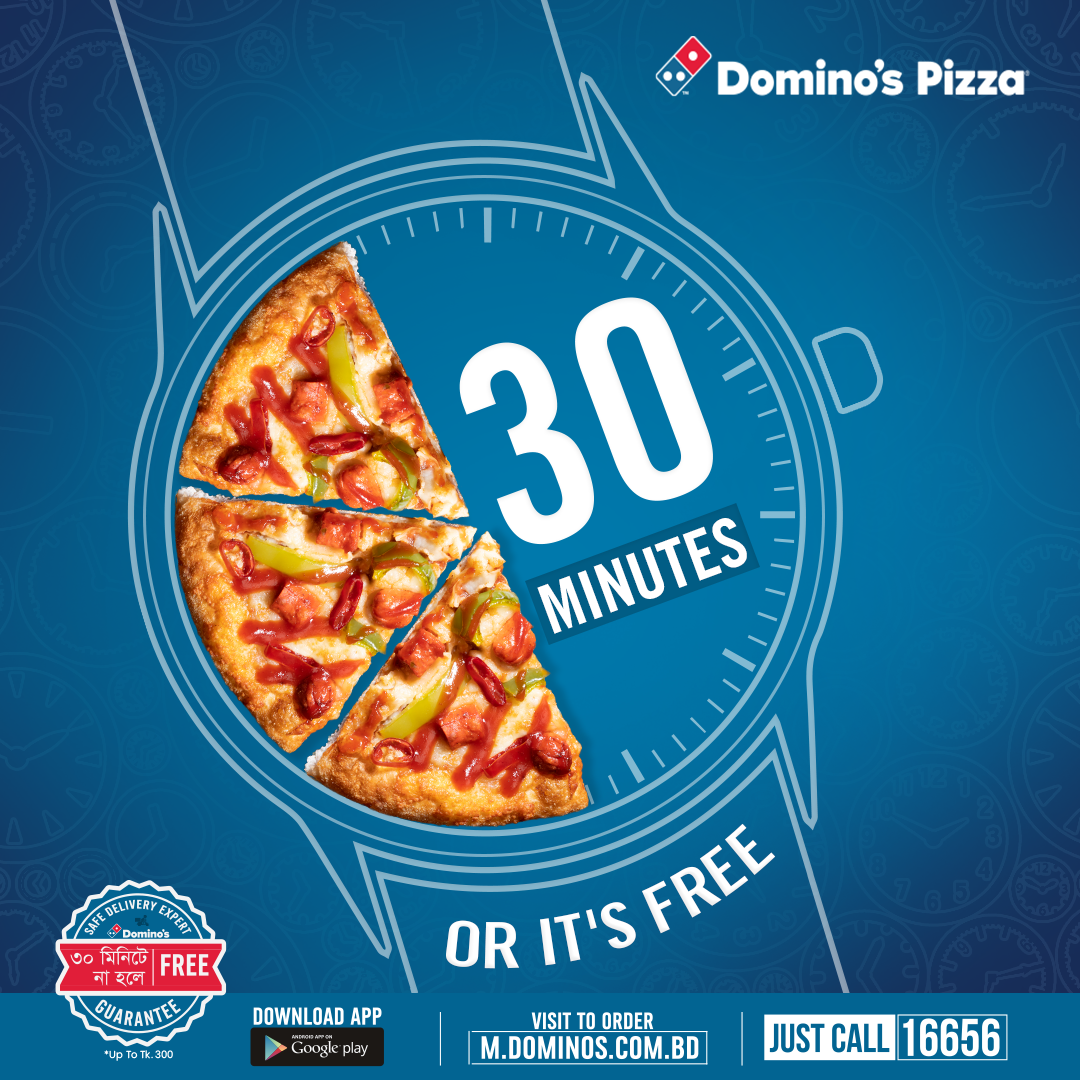 Domino's Pizza
30
MINUTES
OR IT'S FREE
SAFE DELIVERY EXPERT
Domino's
৩০ মিনিটে
না হলে
FREE
GUARANTEE
*Up To Tk. 300
DOWNLOAD APP
ANDROID APP ON
Google play
VISIT TO ORDER
M.DOMINOS.COM.BD
JUST CALL 16656